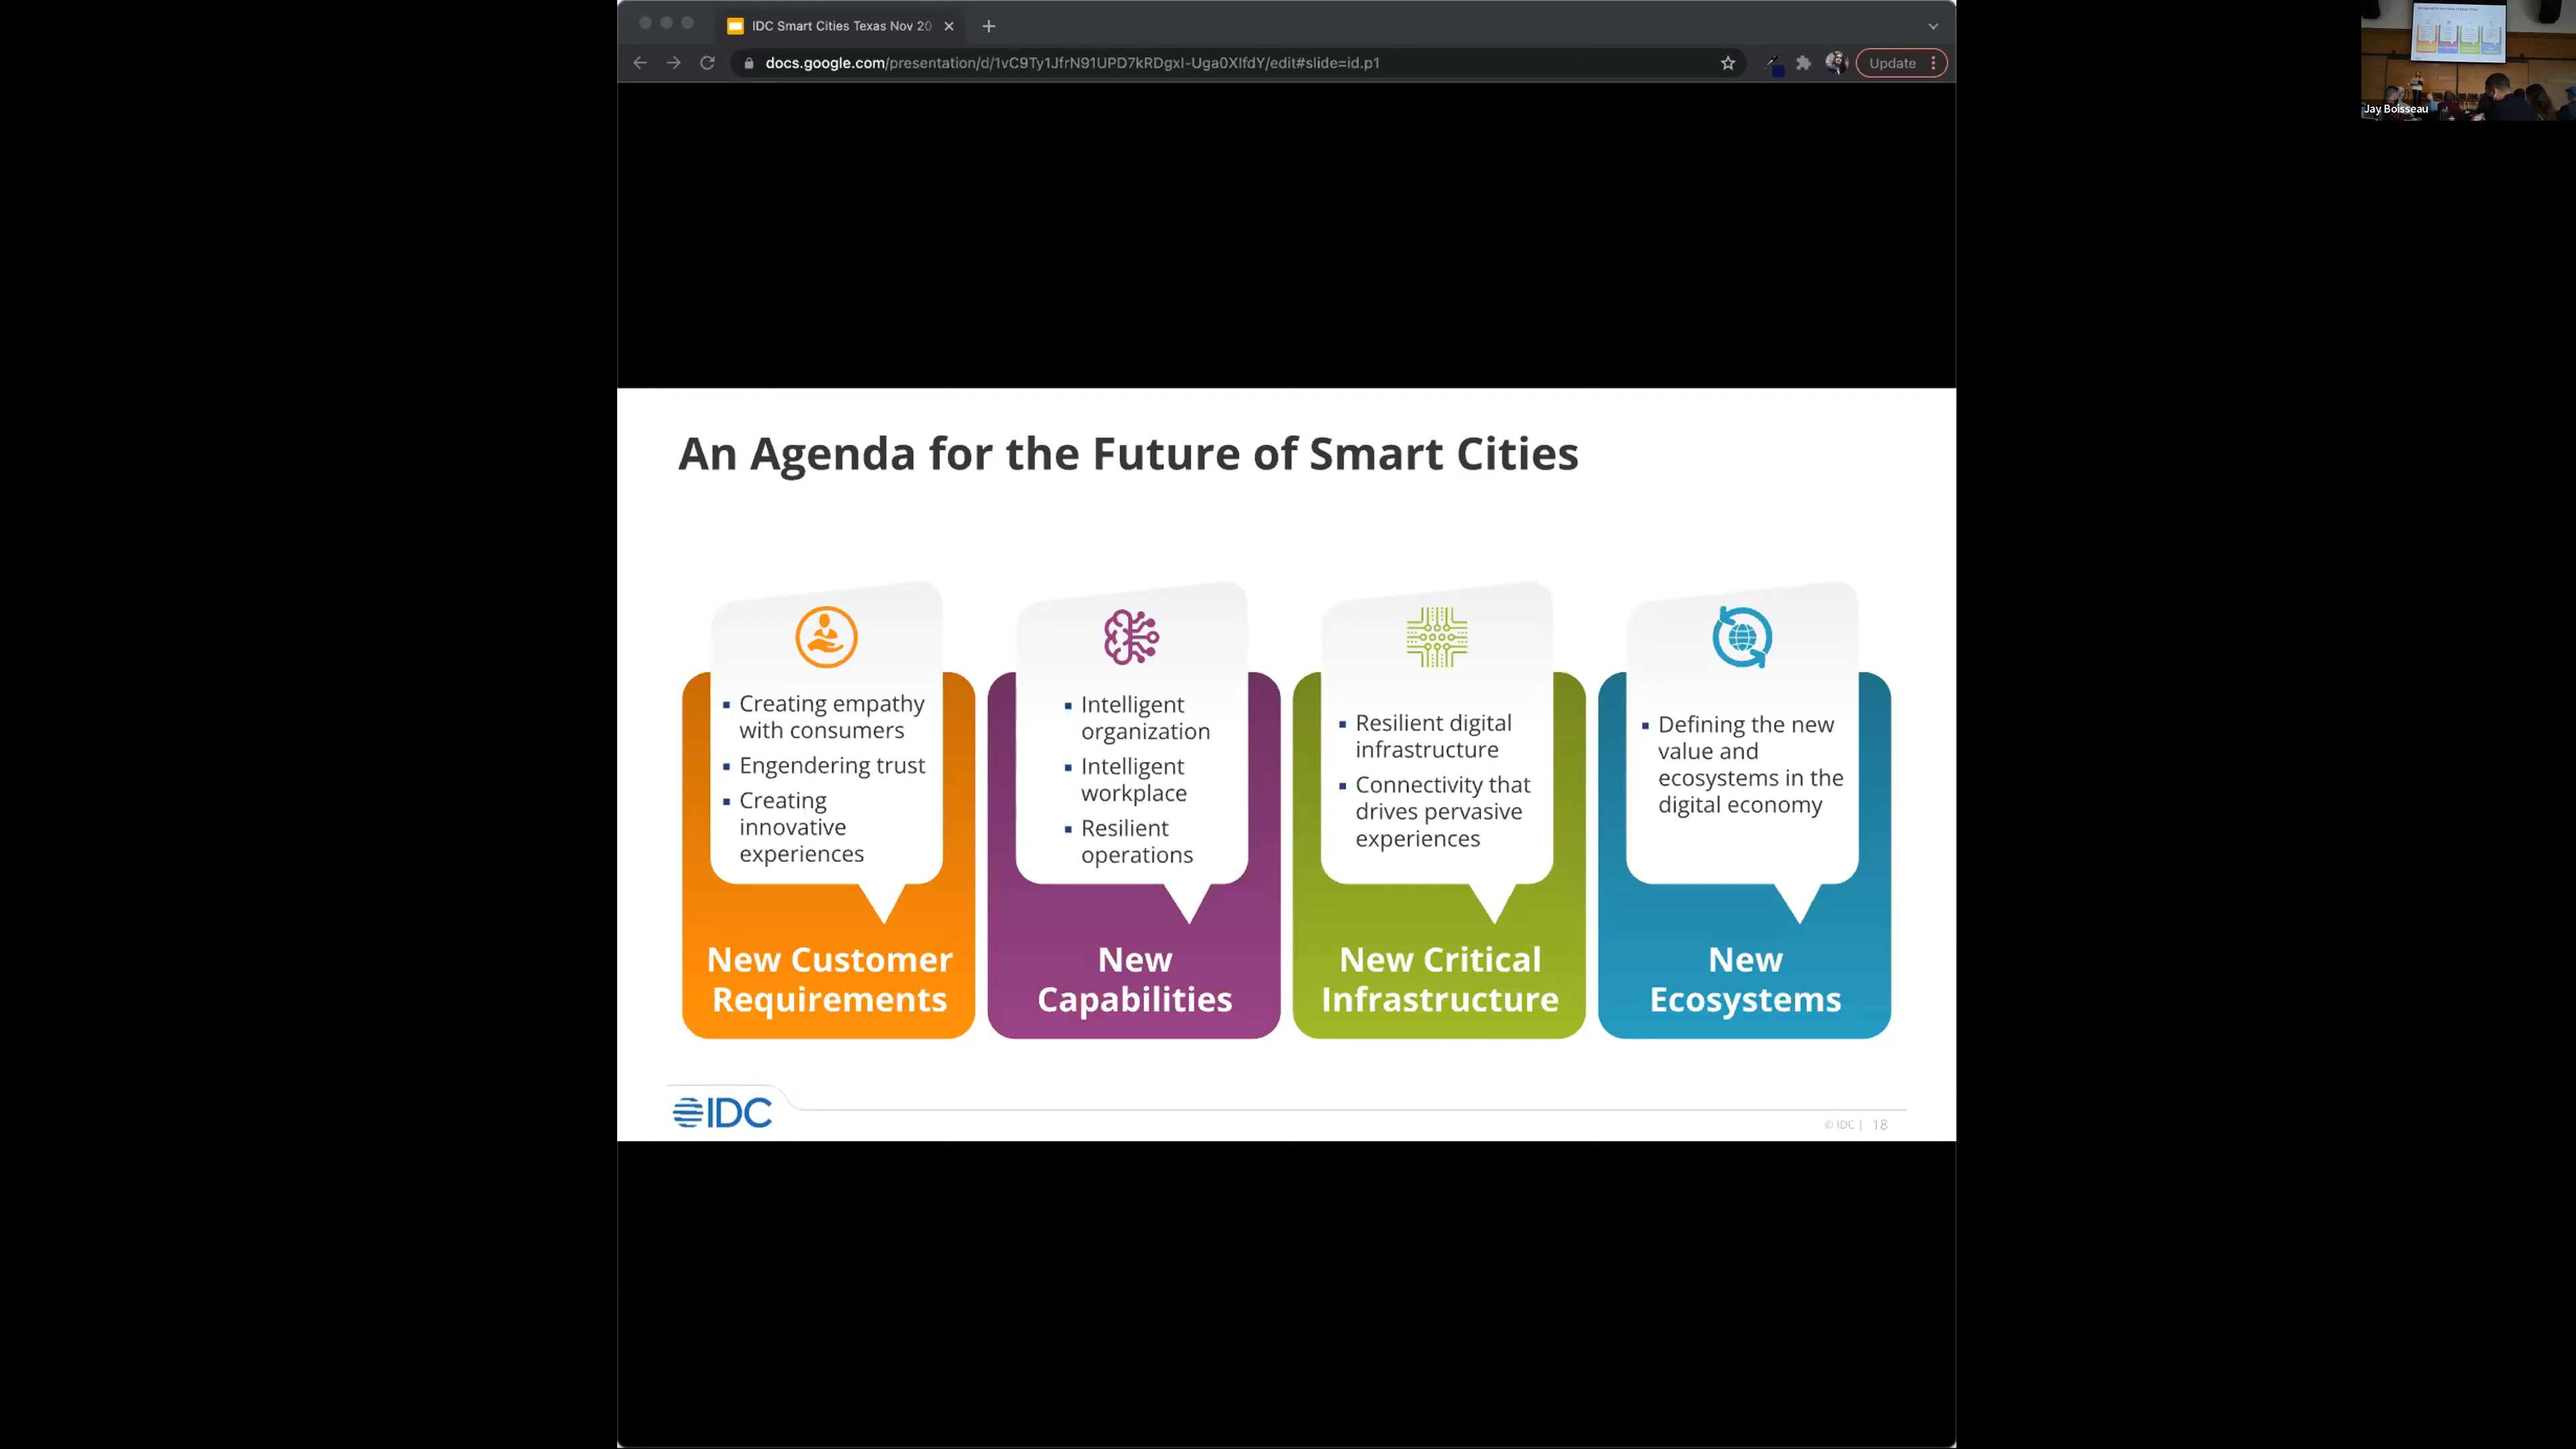 IDC Smart Cities Texas Nov 20
docs.google.com/presentation/d/1vC9Ty1JfrN91UPD7kRDgxI-Uga0XIfdY/edit#slide=id.p1
Update
Jay Boisseau
An Agenda for the Future of Smart Cities
▪ Creating empathy
with consumers
▪ Engendering trust
▪ Creating
innovative
experiences
New Customer
Requirements
▪ Intelligent
organization
▪ Intelligent
workplace
▪ Resilient
operations
New
Capabilities
▪ Resilient digital
infrastructure
▪ Connectivity that
drives pervasive
experiences
New Critical
Infrastructure
▪ Defining the new
value and
ecosystems in the
digital economy
New
Ecosystems
IDC
© IDC | 18